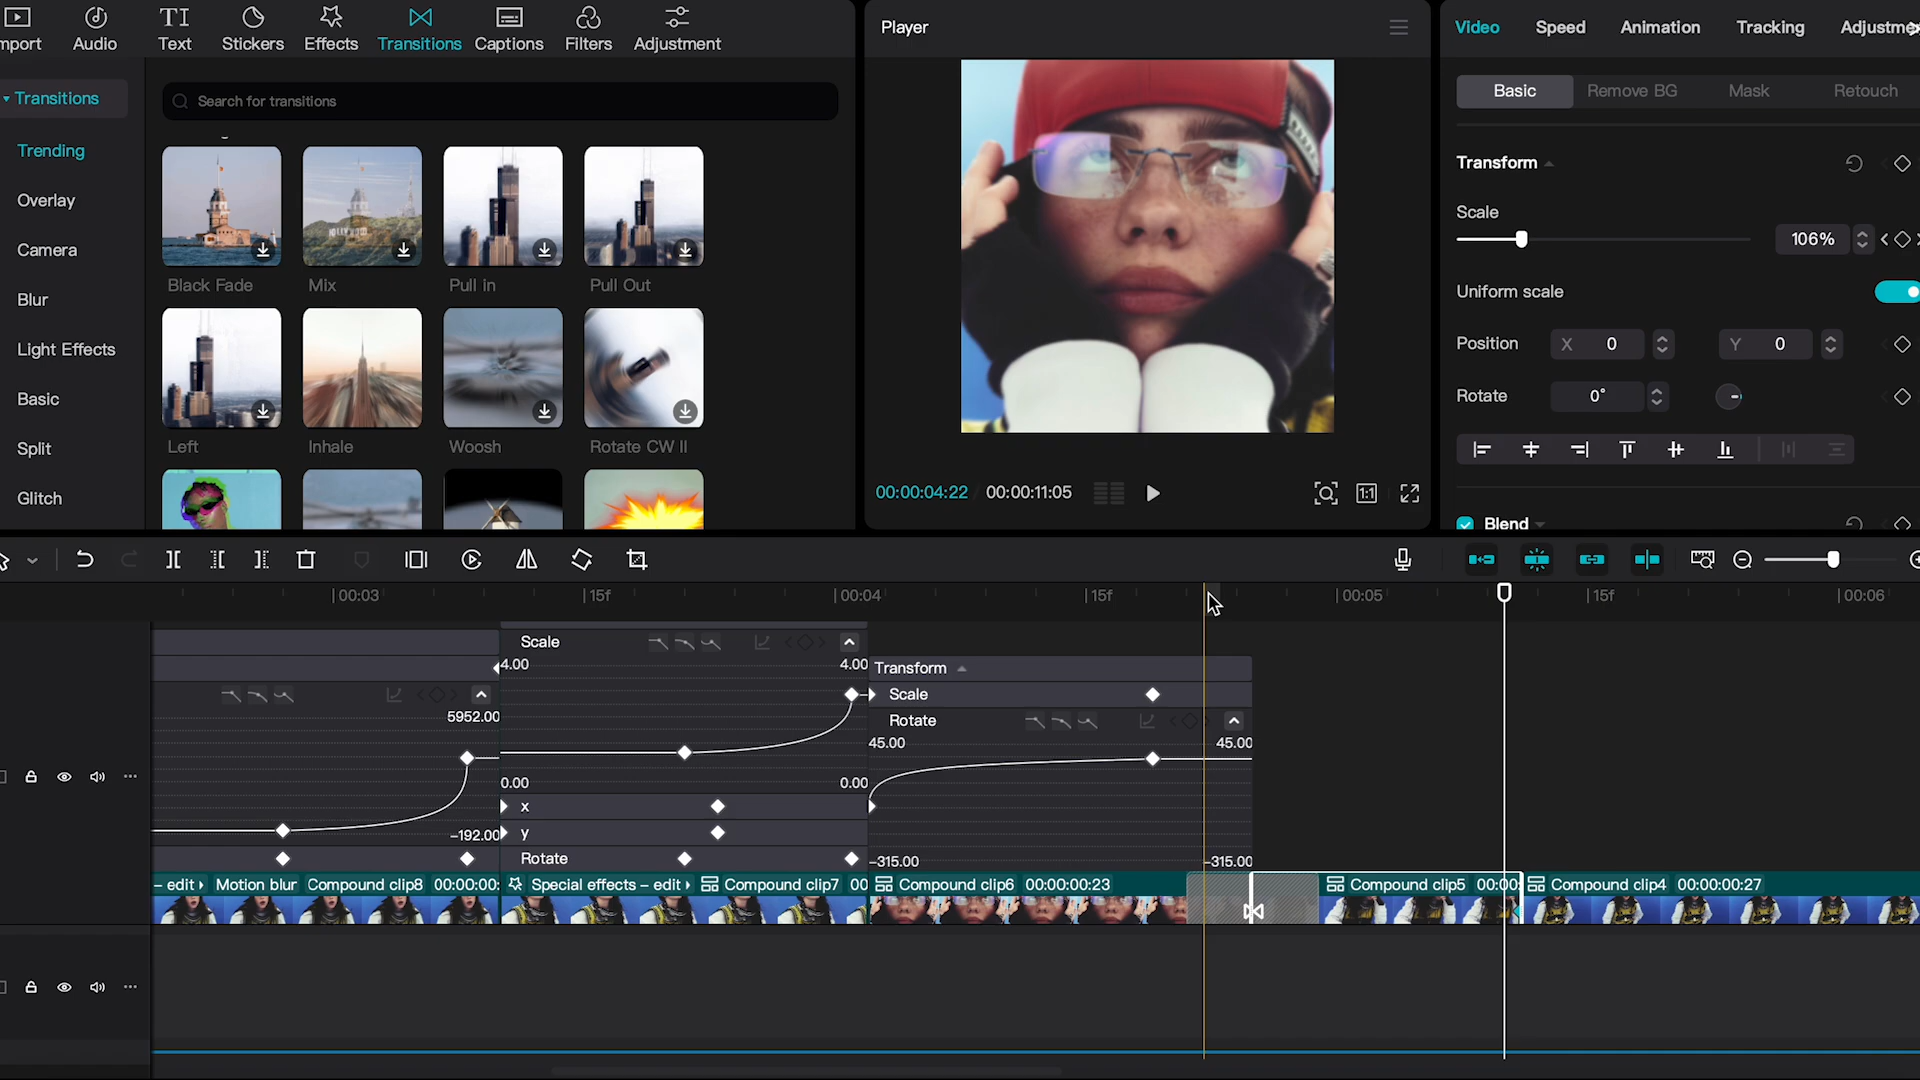 mport
Audio
Text
Stickers
Effects
Transitions
Captions
Filters
Adjustment
Player
Video
Speed
Animation
Tracking
Adjustme
Transitions
Search for transitions
Basic
Remove BG
Mask
Retouch
Trending
Overlay
Camera
Blur
Light Effects
Basic
Split
Glitch
Black Fade
Mix
Pull in
Pull Out
HOLLYWOOD
Left
Inhale
Woosh
Rotate CW II
00:00:04:22
00:00:11:05
1:1
Transform
Scale
106%
Uniform scale
Position
X 0
Y 0
Rotate
0°
Blend
00:03
15f
00:04
15f
00:05
15f
00:06
Scale
4.00
4.00
5952.00
Transform
Scale
Rotate
45.00
45.00
0.00
0.00
x
-192.00
y
Rotate
-315.00
-315.00
– edit
Motion blur
Compound clip8
00:00:00:
Special effects – edit
Compound clip7
00
Compound clip6
00:00:00:23
Compound clip5
00:00:
Compound clip4
00:00:00:27